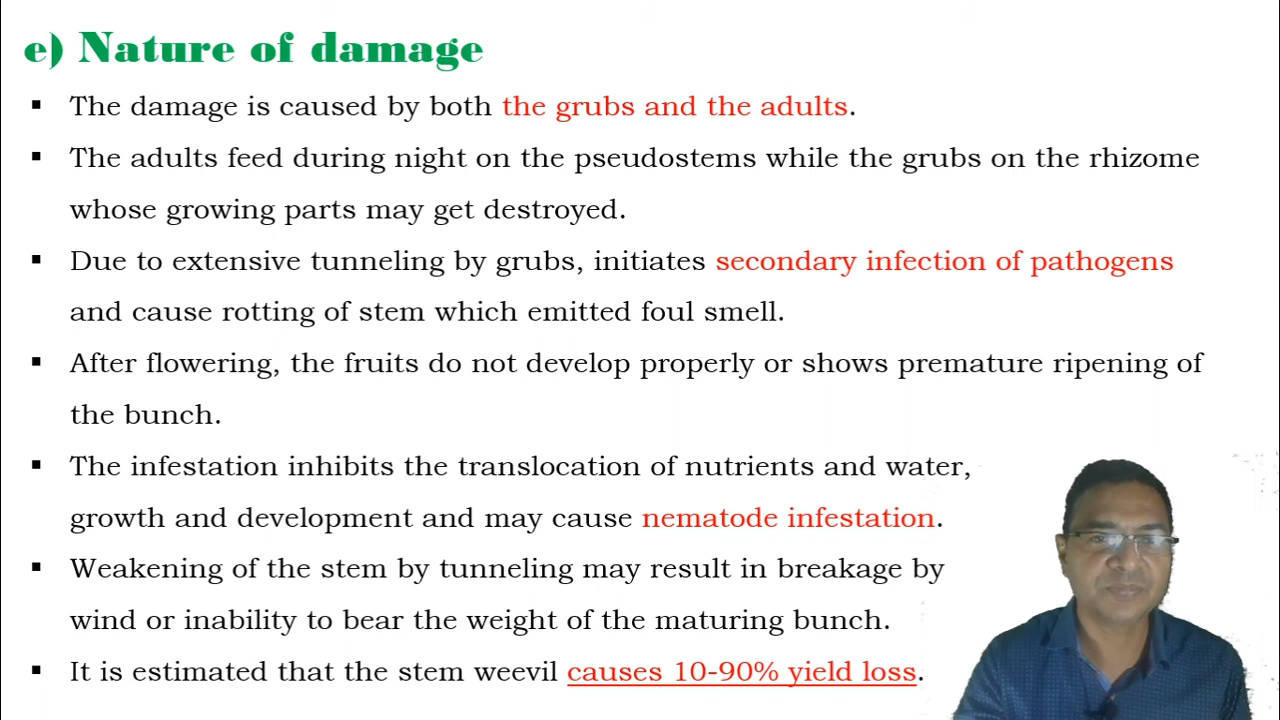 e) Nature of damage
▪ The damage is caused by both the grubs and the adults.
▪ The adults feed during night on the pseudostems while the grubs on the rhizome
whose growing parts may get destroyed.
▪ Due to extensive tunneling by grubs, initiates secondary infection of pathogens
and cause rotting of stem which emitted foul smell.
▪ After flowering, the fruits do not develop properly or shows premature ripening of
the bunch.
▪ The infestation inhibits the translocation of nutrients and water,
growth and development and may cause nematode infestation.
▪ Weakening of the stem by tunneling may result in breakage by
wind or inability to bear the weight of the maturing bunch.
▪ It is estimated that the stem weevil causes 10-90% yield loss.